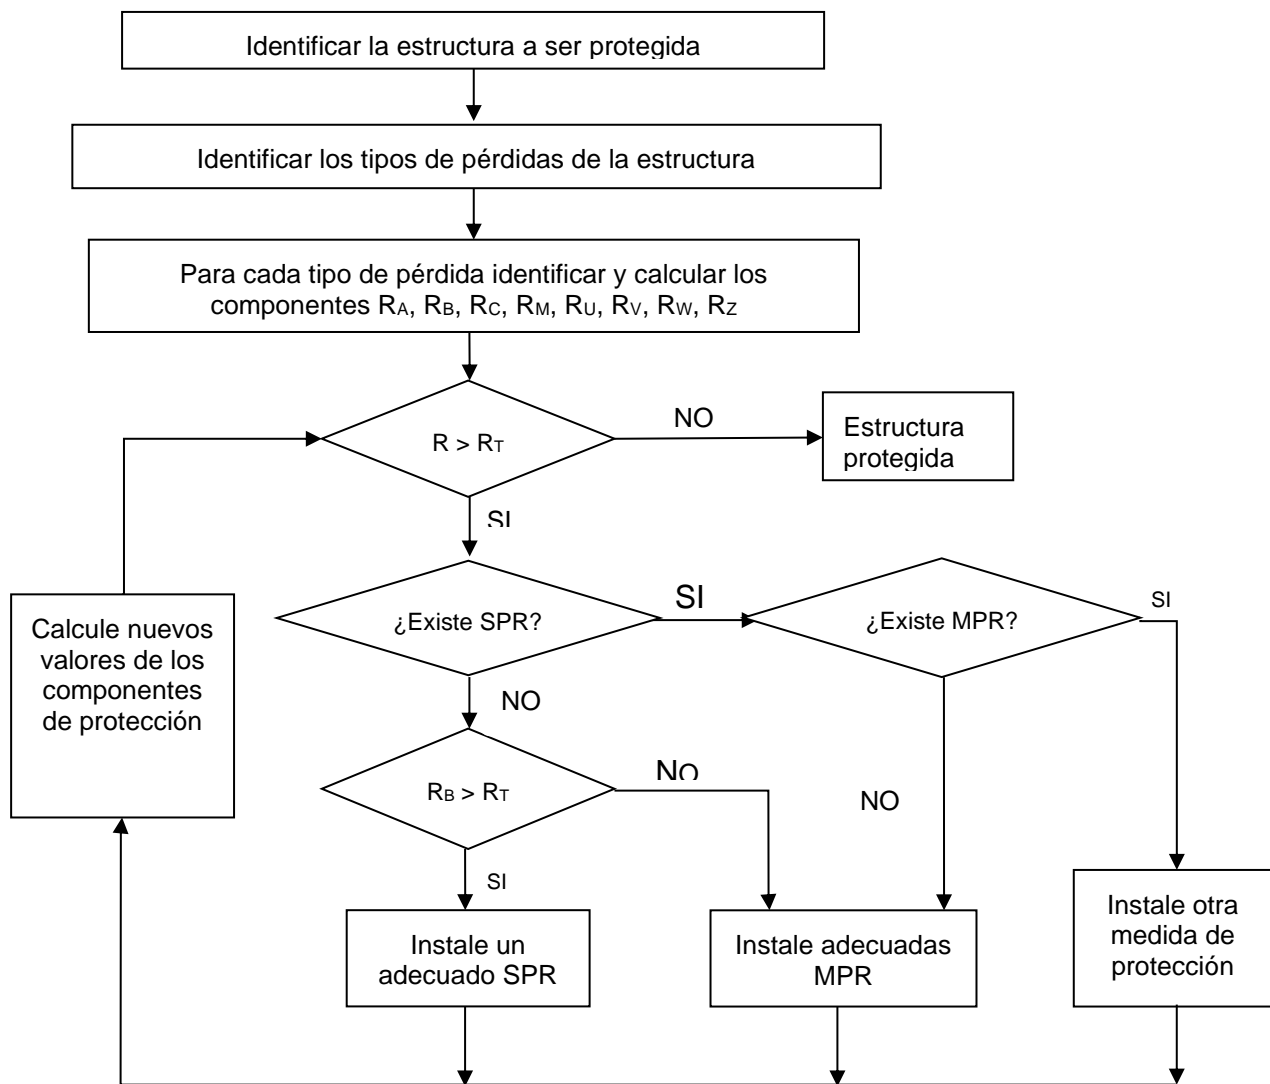 Identificar la estructura a ser protegida
Identificar los tipos de pérdidas de la estructura
Para cada tipo de pérdida identificar y calcular los
componentes RA, RB, RC, RM, RU, RV, RW, RZ
R > RT
NO
Estructura
protegida
SI
¿Existe SPR?
SI
¿Existe MPR?
SI
Calcule nuevos
valores de los
componentes
de protección
NO
RB > RT
NO
NO
SI
Instale un
adecuado SPR
Instale adecuadas
MPR
Instale otra
medida de
protección